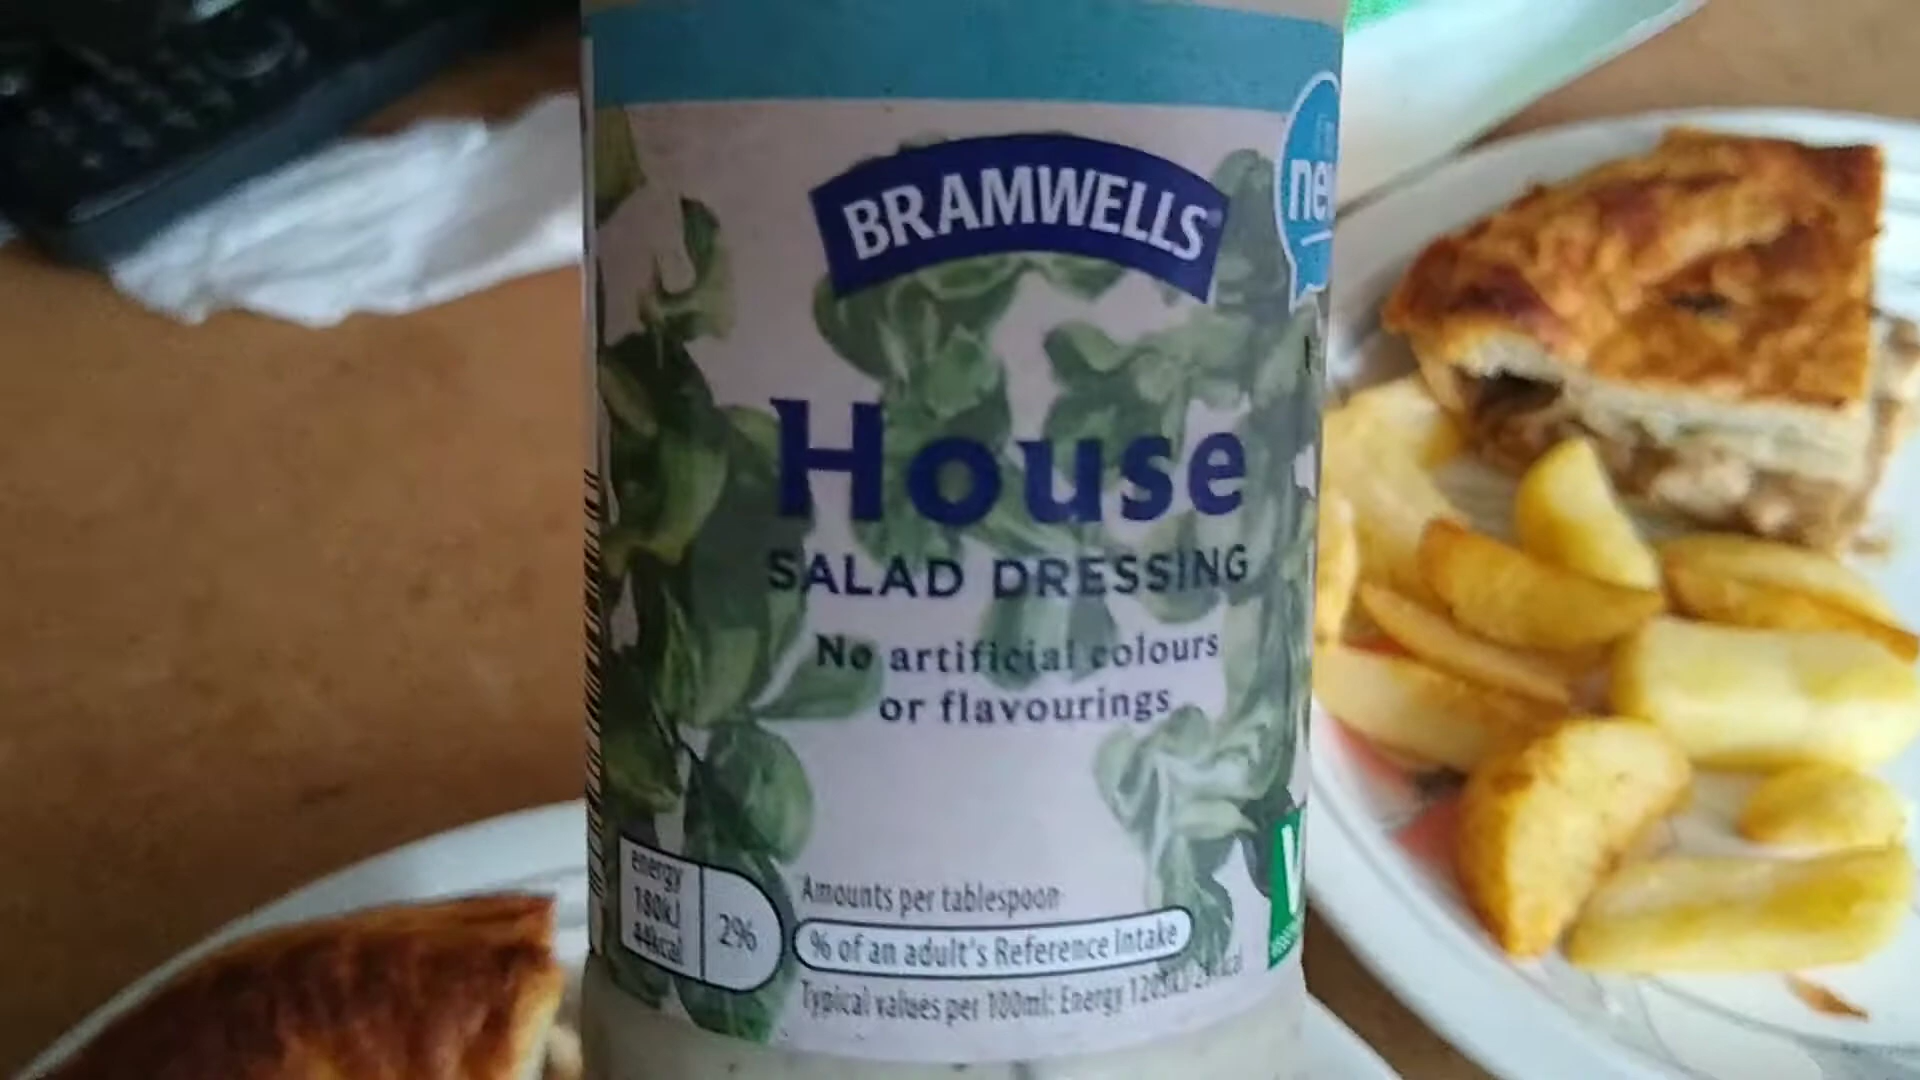 BRAMWELLS
new
House
SALAD DRESSING
No artificial colours
or flavourings
energy
180kJ
44kcal
2%
Amounts per tablespoon
% of an adult's Reference Intake
Typical values per 100ml: Energy
V